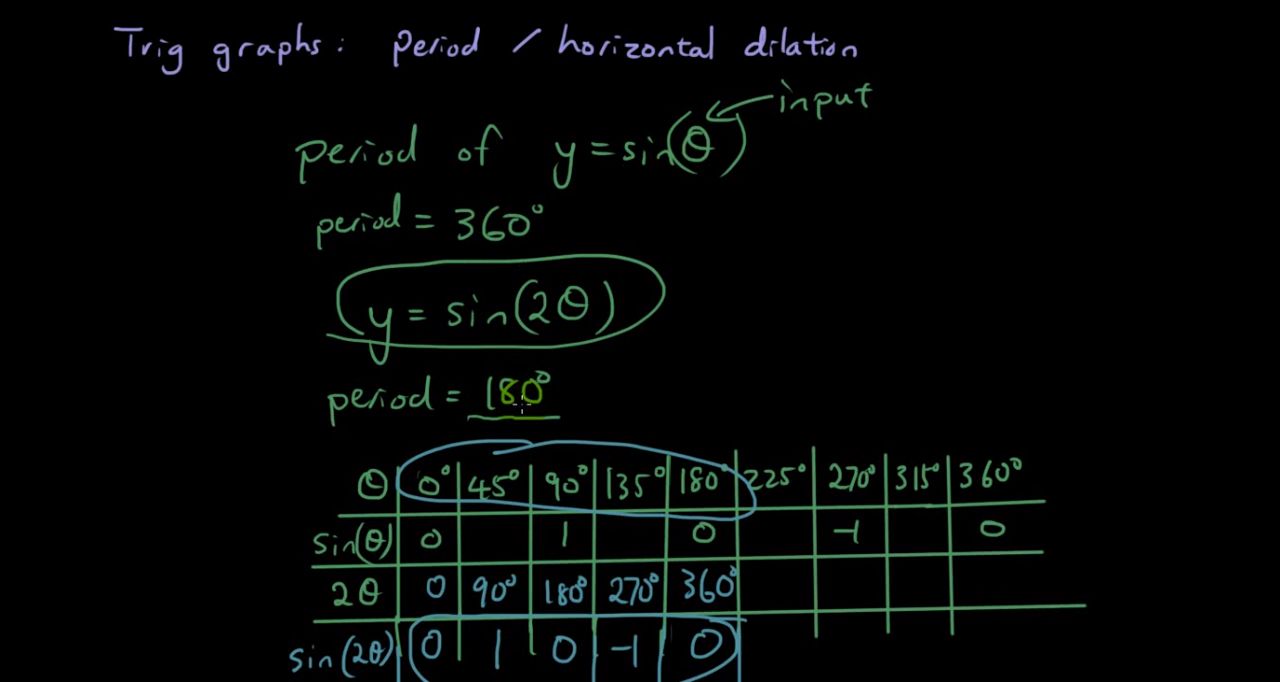 Trig graphs: period / horizontal dilation
input
period of y = sin(θ)
period = 360°
y = sin(2θ)
period = 180°
θ 0° 45° 90° 135° 180° 225° 270° 315° 360°
sin(θ) 0 1 0 -1 0
2θ 0 90° 180° 270° 360°
sin(2θ) 0 1 0 -1 0